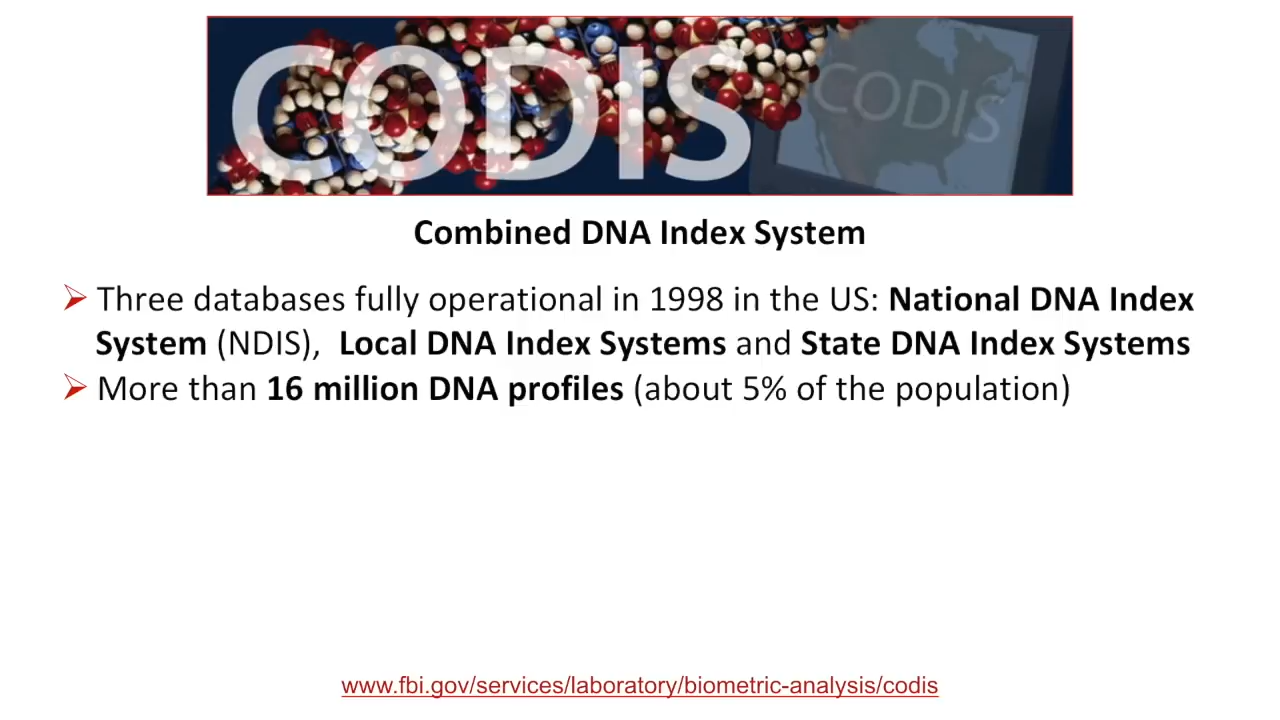 CODIS
CODIS
Combined DNA Index System
➢ Three databases fully operational in 1998 in the US: National DNA Index
System (NDIS), Local DNA Index Systems and State DNA Index Systems
➢ More than 16 million DNA profiles (about 5% of the population)
www.fbi.gov/services/laboratory/biometric-analysis/codis